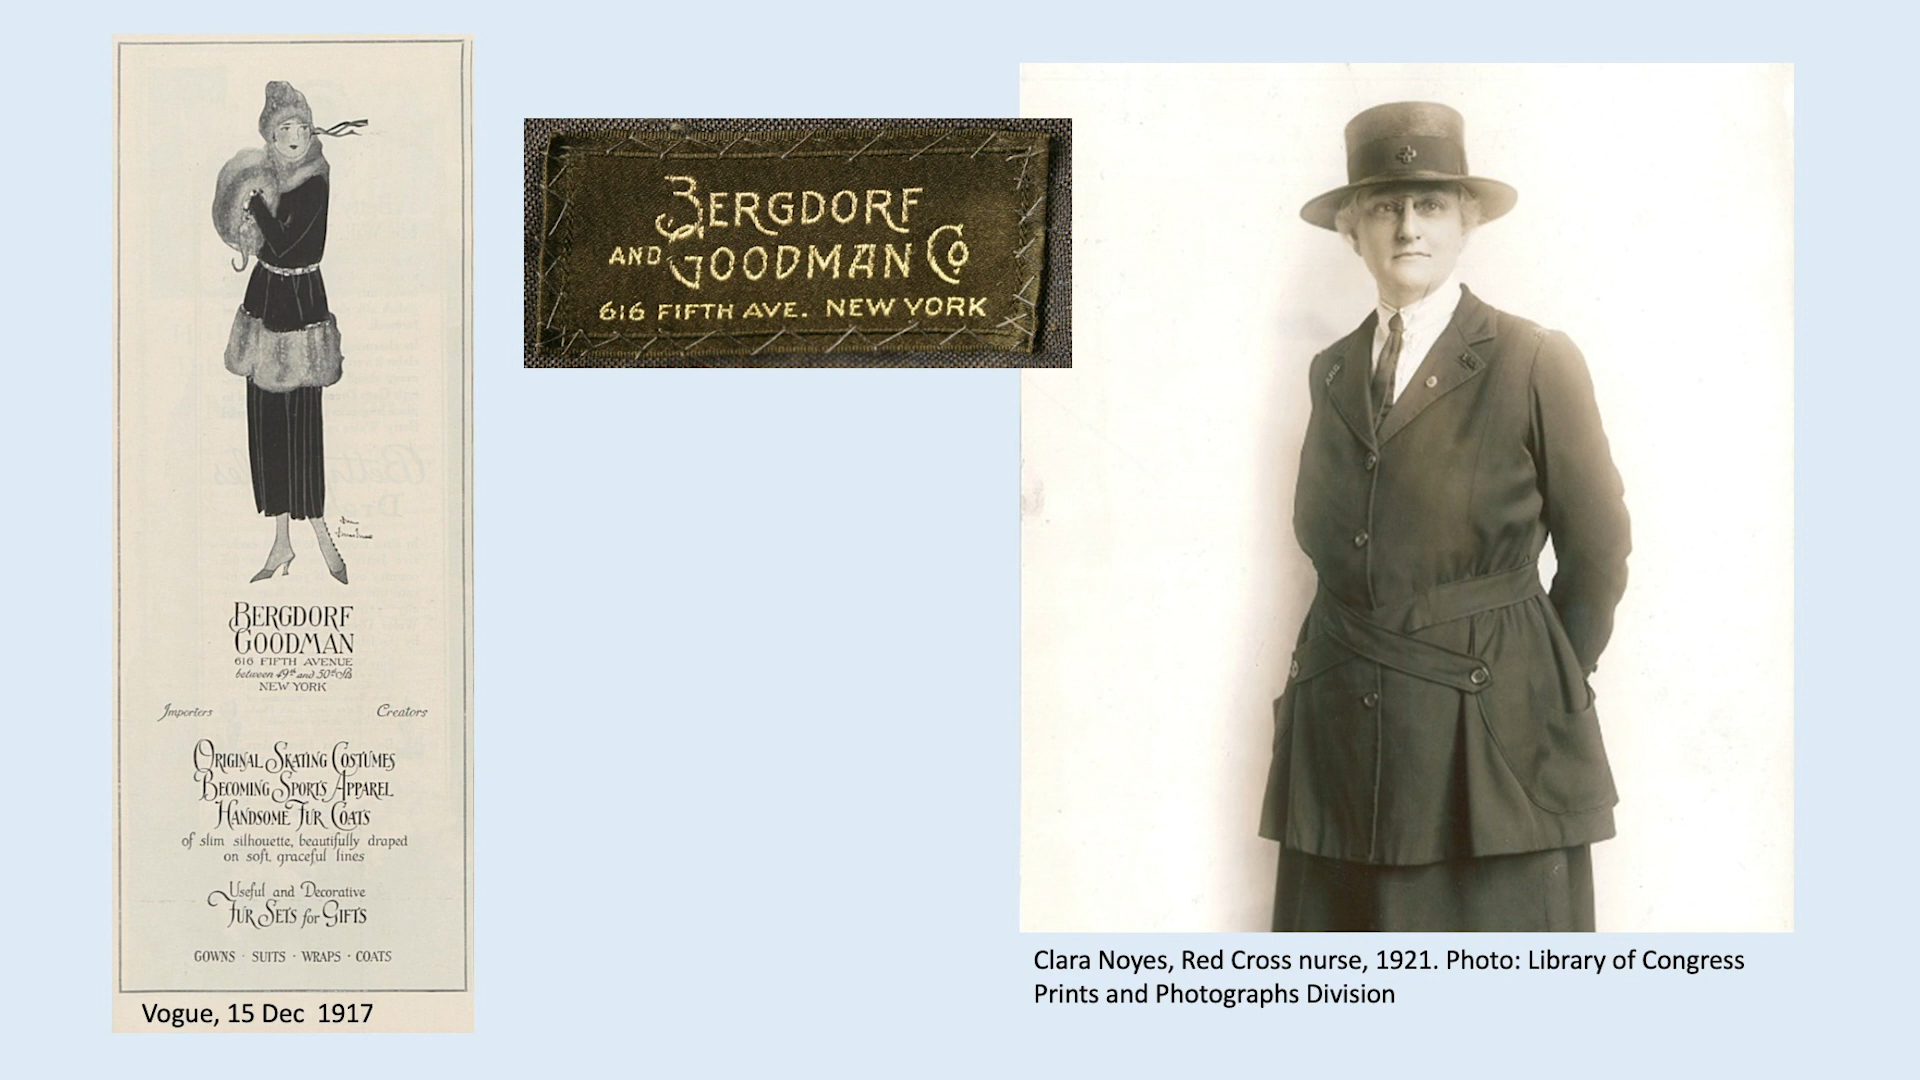 BERGDORF
GOODMAN
616 FIFTH AVENUE
between 49th and 50th Sts
NEW YORK
Importers Creators
ORIGINAL SKATING COSTUMES
BECOMING SPORTS APPAREL
HANDSOME FUR COATS
of slim silhouette, beautifully draped
on soft, graceful lines
Useful and Decorative
FUR SETS for GIFTS
GOWNS · SUITS · WRAPS · COATS
Vogue, 15 Dec 1917
BERGDORF
AND GOODMAN CO
616 FIFTH AVE. NEW YORK
ARC
Clara Noyes, Red Cross nurse, 1921. Photo: Library of Congress
Prints and Photographs Division